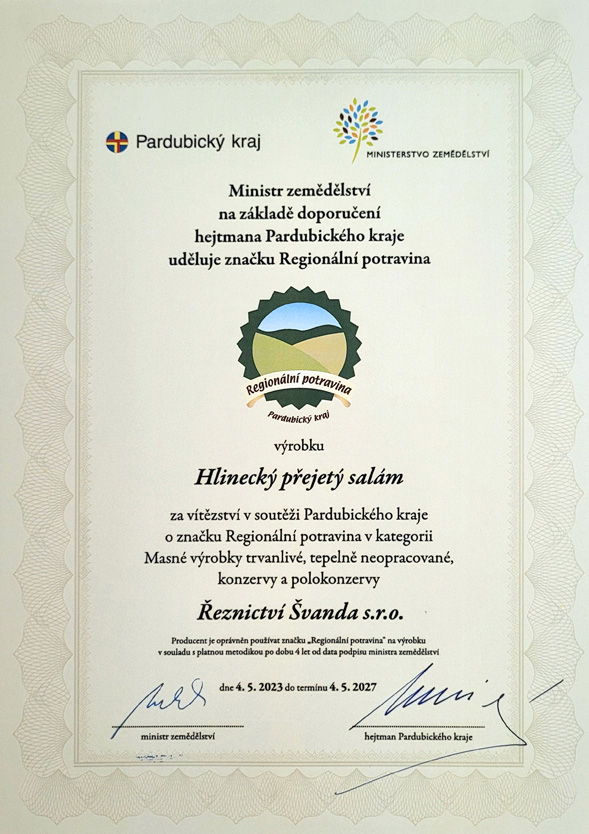 Pardubický kraj
MINISTERSTVO ZEMĚDĚLSTVÍ
Ministr zemědělství
na základě doporučení
hejtmana Pardubického kraje
uděluje značku Regionální potravina
Regionální potravina
Pardubický kraj
výrobku
Hlinecký přejetý salám
za vítězství v soutěži Pardubického kraje
o značku Regionální potravina v kategorii
Masné výrobky trvanlivé, tepelně neopracované,
konzervy a polokonzervy
Řeznictví Švanda s.r.o.
Producent je oprávněn používat značku „Regionální potravina" na výrobku
v souladu s platnou metodikou po dobu 4 let od data podpisu ministra zemědělství
dne 4. 5. 2023 do termínu 4. 5. 2027
ministr zemědělství
hejtman Pardubického kraje